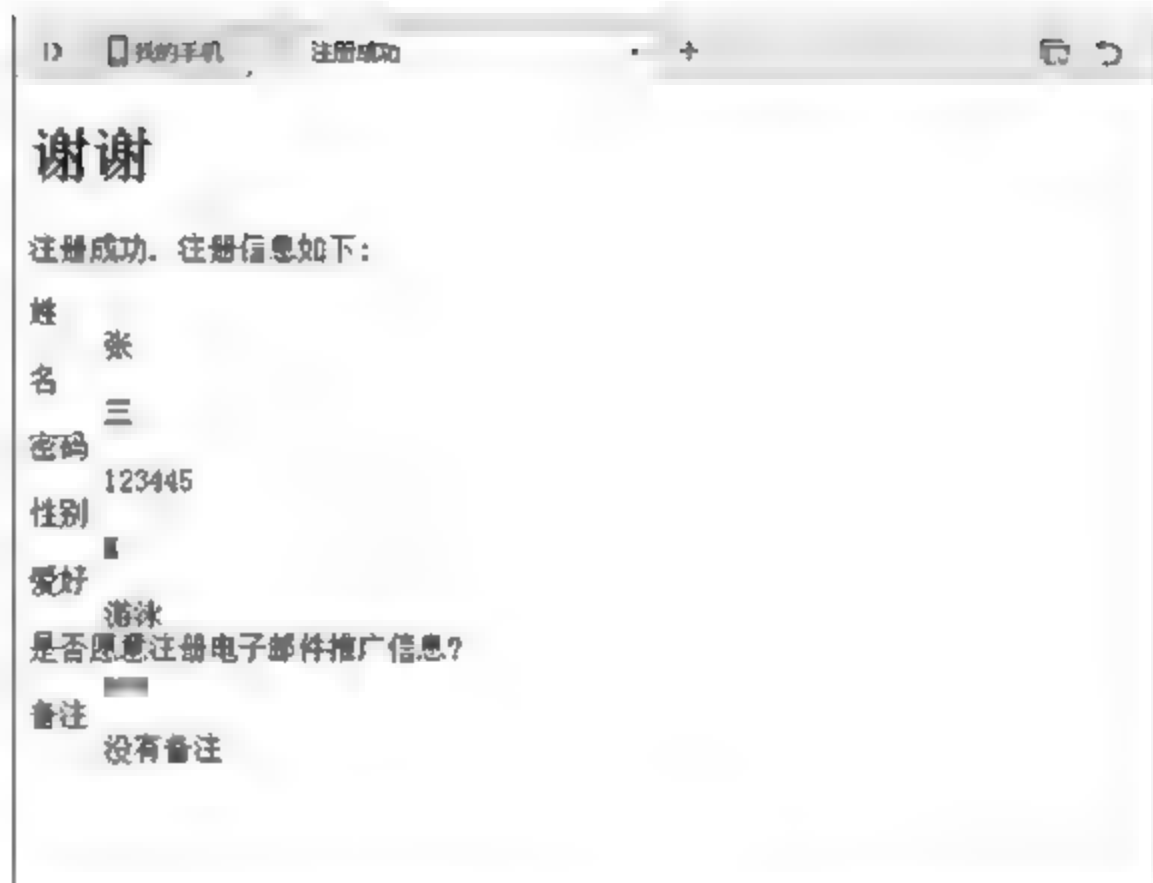 我的手机 注册成功
谢谢
注册成功. 注册信息如下:
姓
张
名
三
密码
123445
性别
爱好
游泳
是否愿意注册电子邮件推广信息?
备注
没有备注